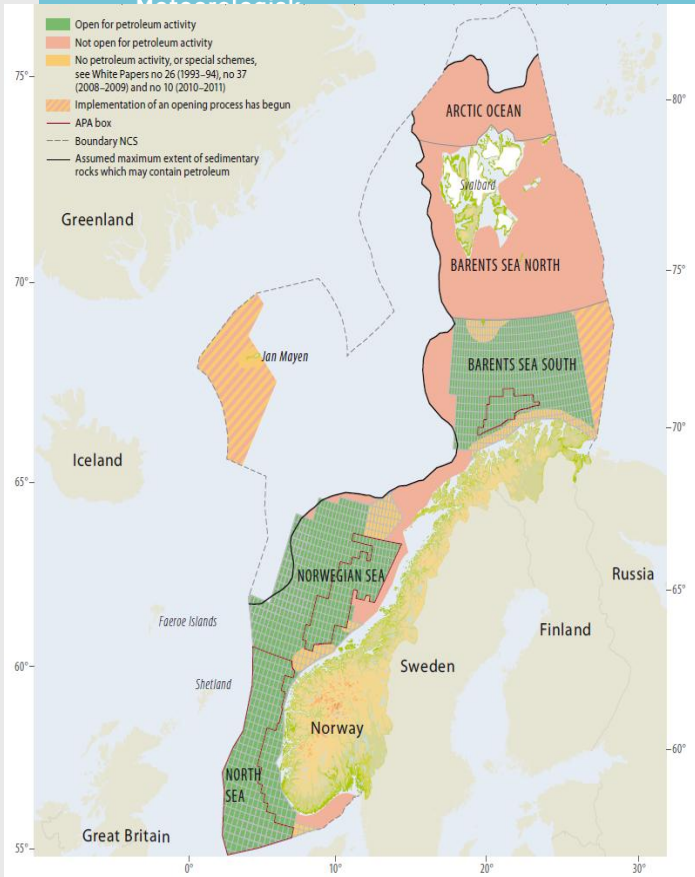 Meteorologisk
Open for petroleum activity
Not open for petroleum activity
No petroleum activity, or special schemes,
see White Papers no 26 (1993–94), no 37
(2008–2009) and no 10 (2010–2011)
Implementation of an opening process has begun
APA box
Boundary NCS
Assumed maximum extent of sedimentary
rocks which may contain petroleum
75°
80°
ARCTIC OCEAN
Svalbard
Greenland
BARENTS SEA NORTH
70°
75°
Jan Mayen
BARENTS SEA SOUTH
70°
Iceland
65°
NORWEGIAN SEA
Russia
65°
Faeroe Islands
Finland
60°
Sweden
Shetland
Norway
60°
NORTH
SEA
Great Britain
55°
0°
10°
20°
30°